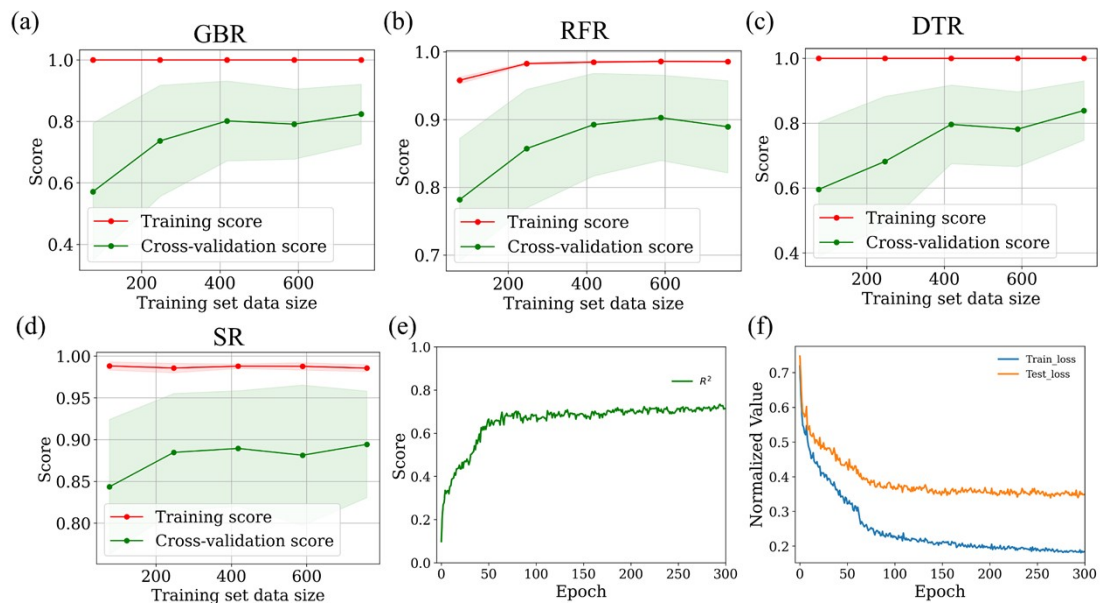 (a)
GBR
1.0
0.8
0.6
0.4
Score
Training score
Cross-validation score
200
400
600
Training set data size
(b)
RFR
1.0
0.9
0.8
0.7
Score
Training score
Cross-validation score
200
400
600
Training set data size
(c)
DTR
1.0
0.8
0.6
0.4
Score
Training score
Cross-validation score
200
400
600
Training set data size
(d)
SR
1.00
0.95
0.90
0.85
0.80
Score
Training score
Cross-validation score
200
400
600
Training set data size
(e)
1.0
0.8
0.6
0.4
0.2
0.0
Score
R²
0
50
100
150
200
250
300
Epoch
(f)
0.7
0.6
0.5
0.4
0.3
0.2
Normalized Value
Train_loss
Test_loss
0
50
100
150
200
250
300
Epoch